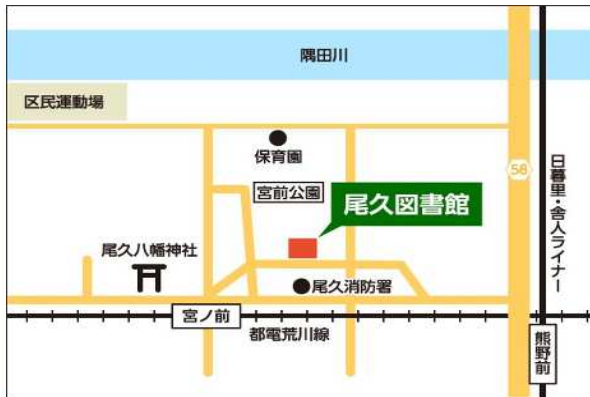 隅田川
区民運動場
保育園
58
日暮里・舎人ライナー
宮前公園
尾久図書館
尾久八幡神社
尾久消防署
宮ノ前
都電荒川線
熊野前